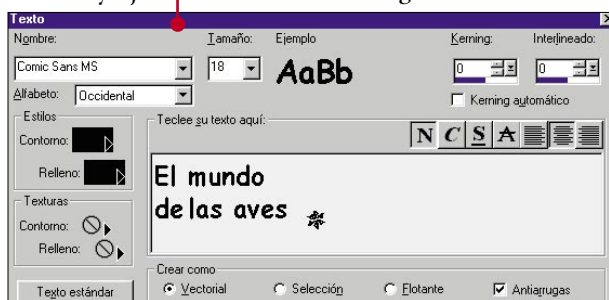 Texto
Nombre: Tamaño: Ejemplo Kerning: Interlineado:
Comic Sans MS 18 AaBb 0 0
Alfabeto: Occidental Kerning automático
Estilos Teclee su texto aquí:
Contorno: N C S A
Relleno:
El mundo
de las aves
Texturas
Contorno:
Relleno:
Crear como
Texto estándar Vectorial Selección Flotante Antiarrugas